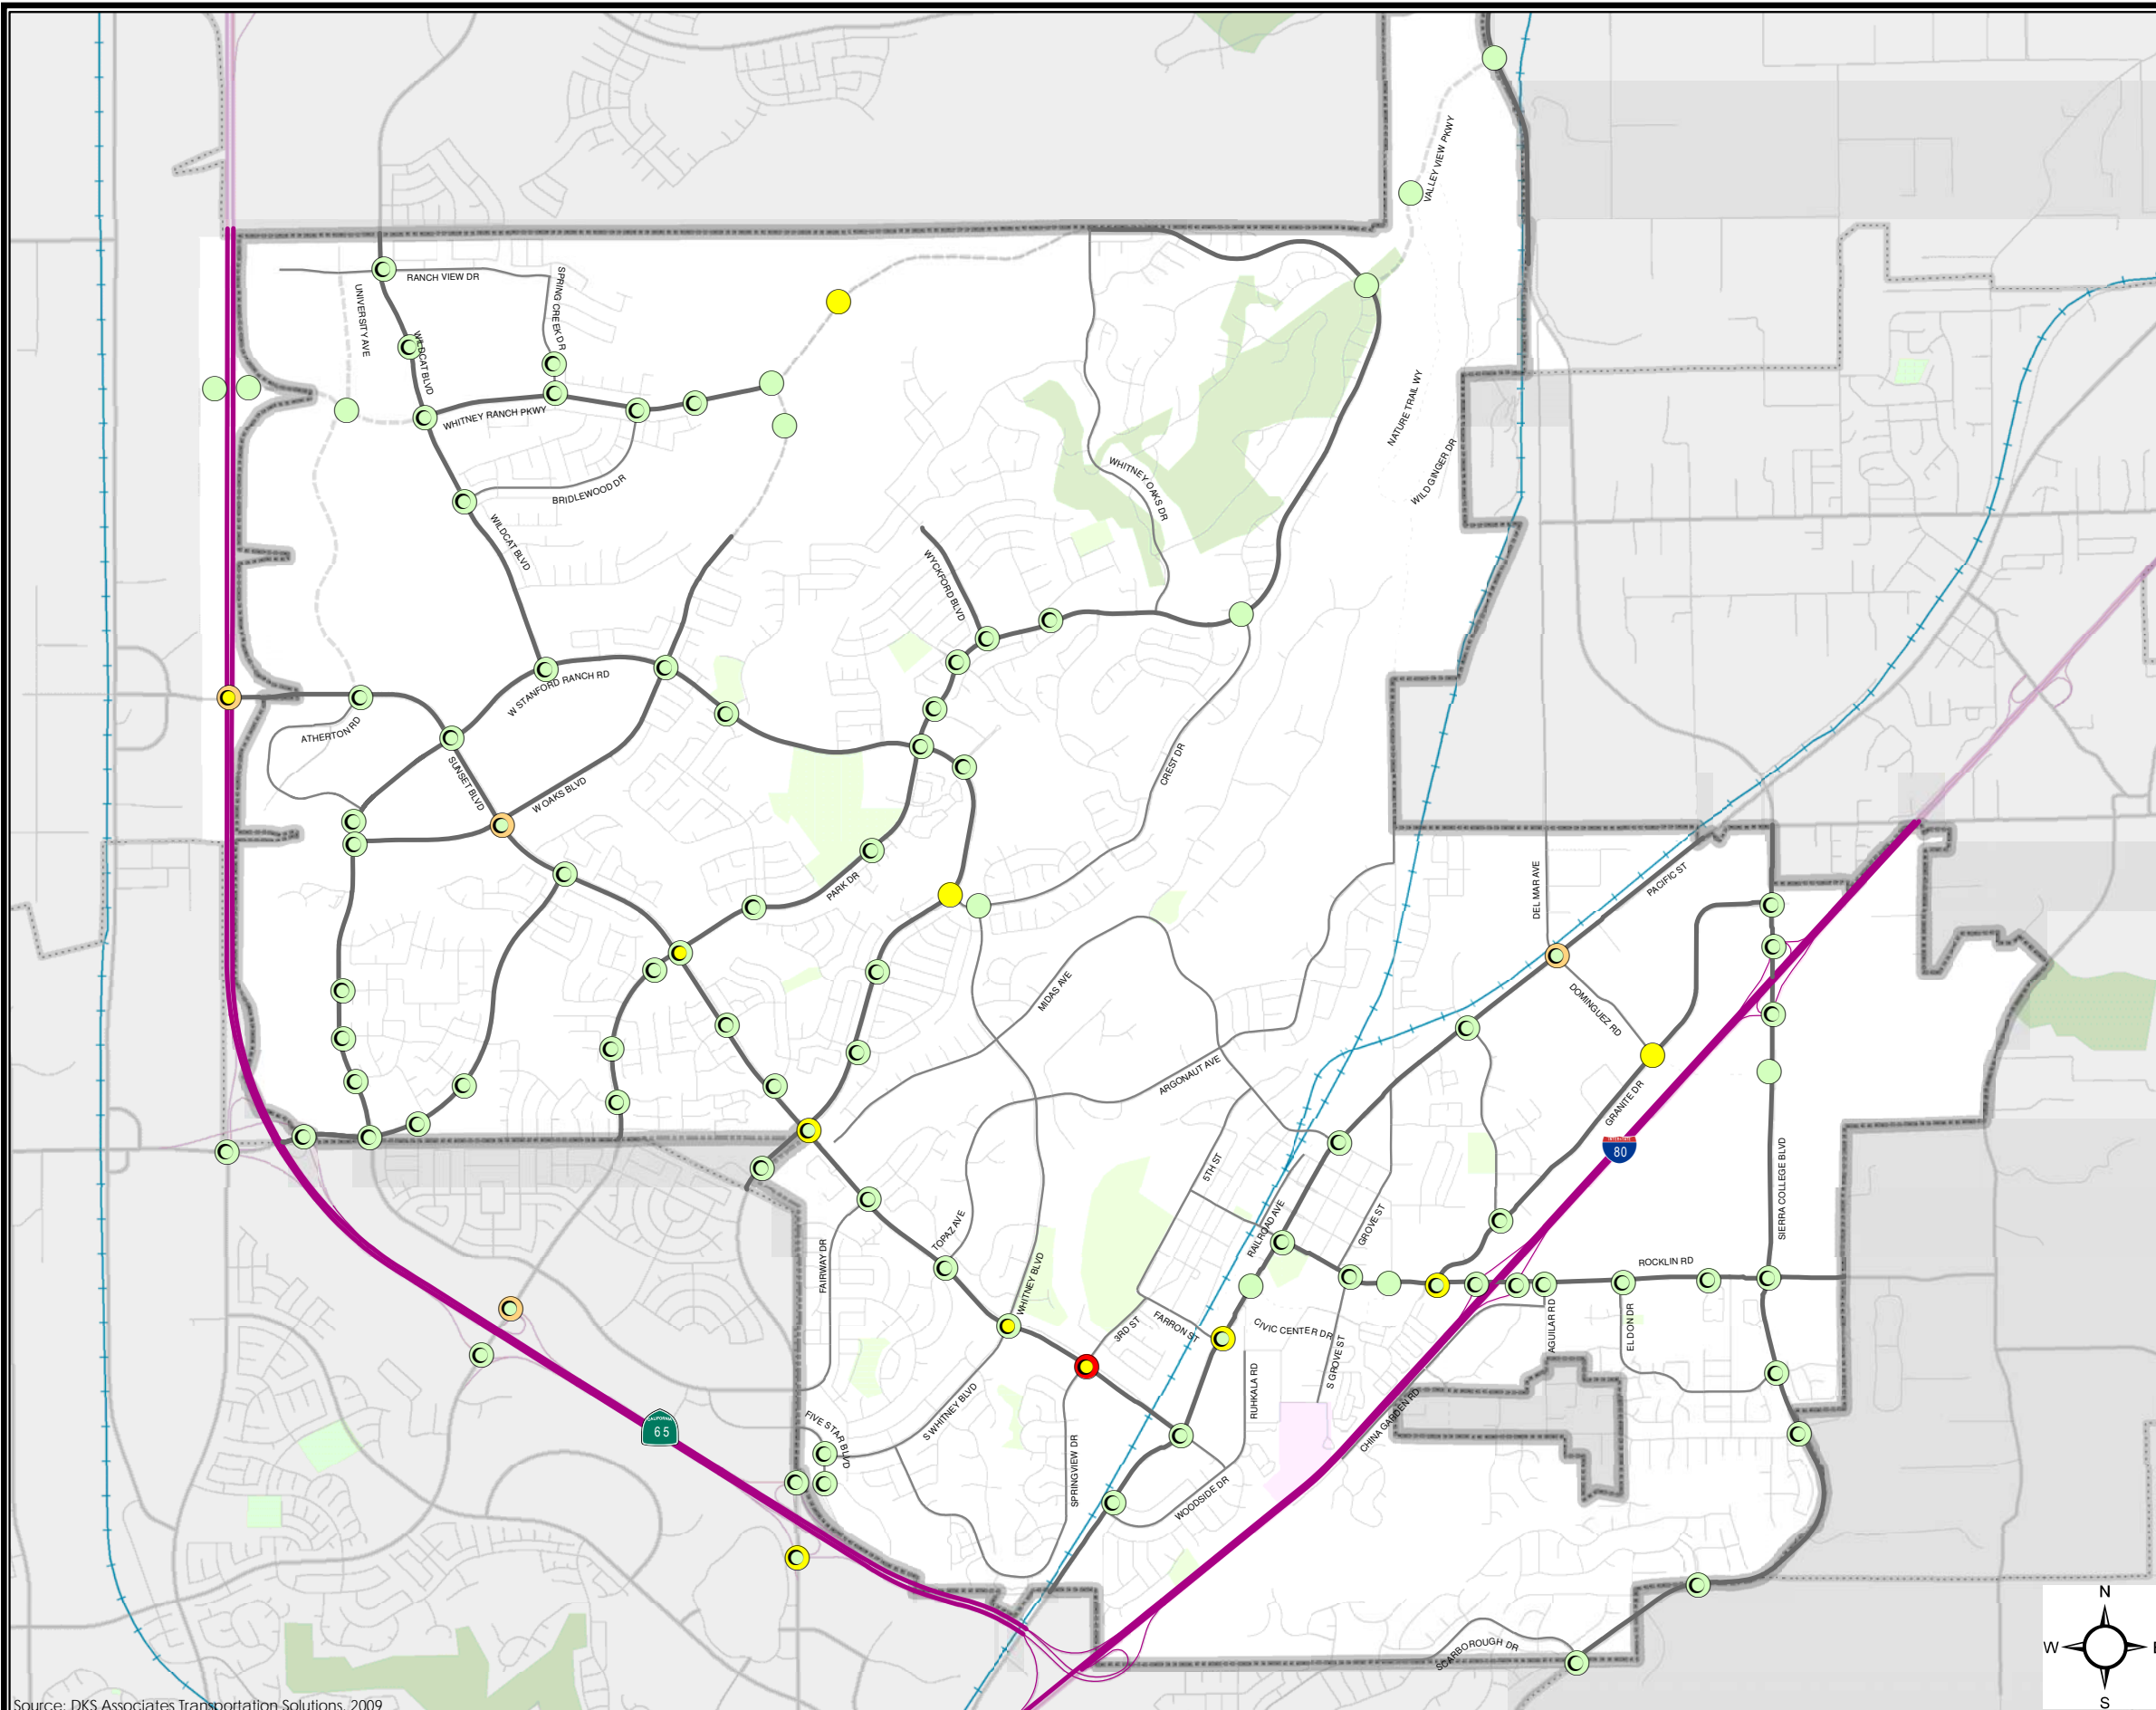 VALLEY VIEW PKWY
RANCH VIEW DR
SPRING CREEK DR
UNIVERSITY AVE
WILDCAT BLVD
WHITNEY RANCH PKWY
NATURE TRAIL WY
WILD GINGER DR
WHITNEY OAKS DR
BRIDLEWOOD DR
WILDCAT BLVD
WYCKFORD BLVD
W STANFORD RANCH RD
ATHERTON RD
SUNSET BLVD
W OAKS BLVD
CREST DR
PARK DR
DEL MAR AVE
PACIFIC ST
MIDAS AVE
DOMINGUEZ RD
ARGONAUT AVE
GRANITE DR
80
5TH ST
SIERRA COLLEGE BLVD
TOPAZ AVE
RAILROAD AVE
GROVE ST
FAIRWAY DR
ROCKLIN RD
WHITNEY BLVD
3RD ST
FARRON ST
CIVIC CENTER DR
AGUILAR RD
ELDON DR
S GROVE ST
RUHKALA RD
S WHITNEY BLVD
CHINA GARDEN RD
FIVE STAR BLVD
CALIFORNIA
65
SPRINGVIEW DR
WOODSIDE DR
SCARBOROUGH DR
N
W
S
Source: DKS Associates Transportation Solutions, 2009